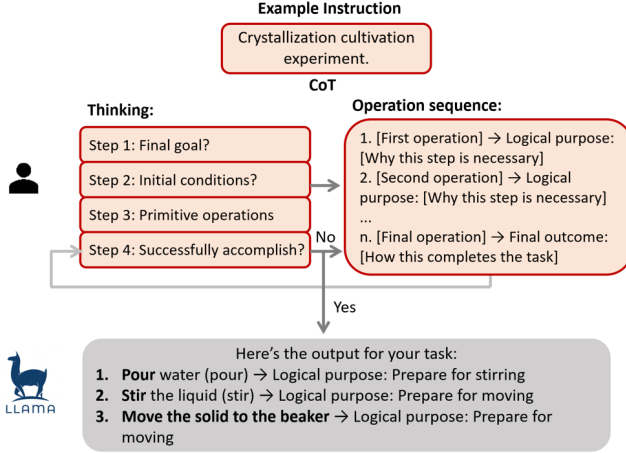 Example Instruction
Crystallization cultivation
experiment.
CoT
Thinking:
Step 1: Final goal?
Step 2: Initial conditions?
Step 3: Primitive operations
Step 4: Successfully accomplish?
Operation sequence:
1. [First operation] → Logical purpose:
[Why this step is necessary]
2. [Second operation] → Logical
purpose: [Why this step is necessary]
...
n. [Final operation] → Final outcome:
[How this completes the task]
No
Yes
LLAMA
Here's the output for your task:
1. Pour water (pour) → Logical purpose: Prepare for stirring
2. Stir the liquid (stir) → Logical purpose: Prepare for moving
3. Move the solid to the beaker → Logical purpose: Prepare for
moving